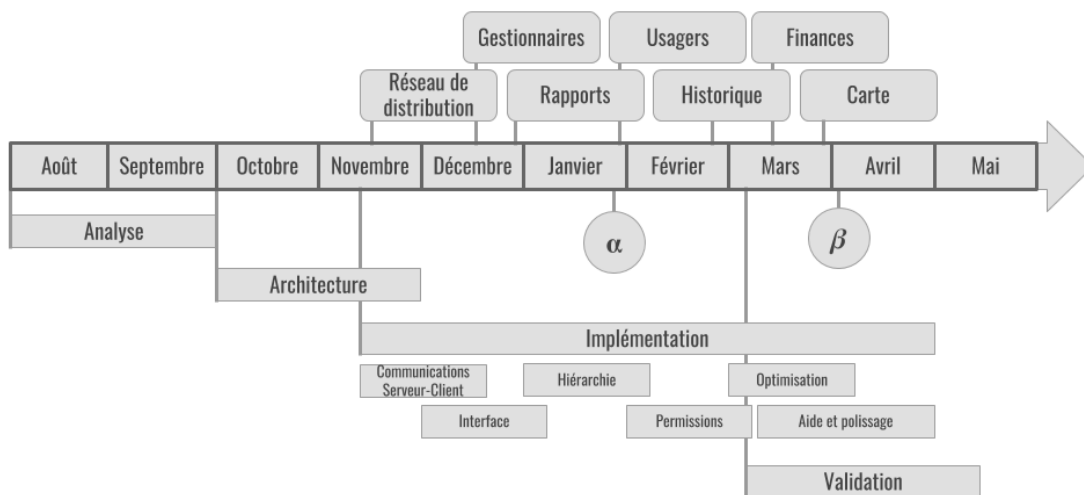 Gestionnaires
Usagers
Finances
Réseau de
distribution
Rapports
Historique
Carte
Août
Septembre
Octobre
Novembre
Décembre
Janvier
Février
Mars
Avril
Mai
Analyse
α
β
Architecture
Implémentation
Communications
Serveur-Client
Hiérarchie
Optimisation
Interface
Permissions
Aide et polissage
Validation